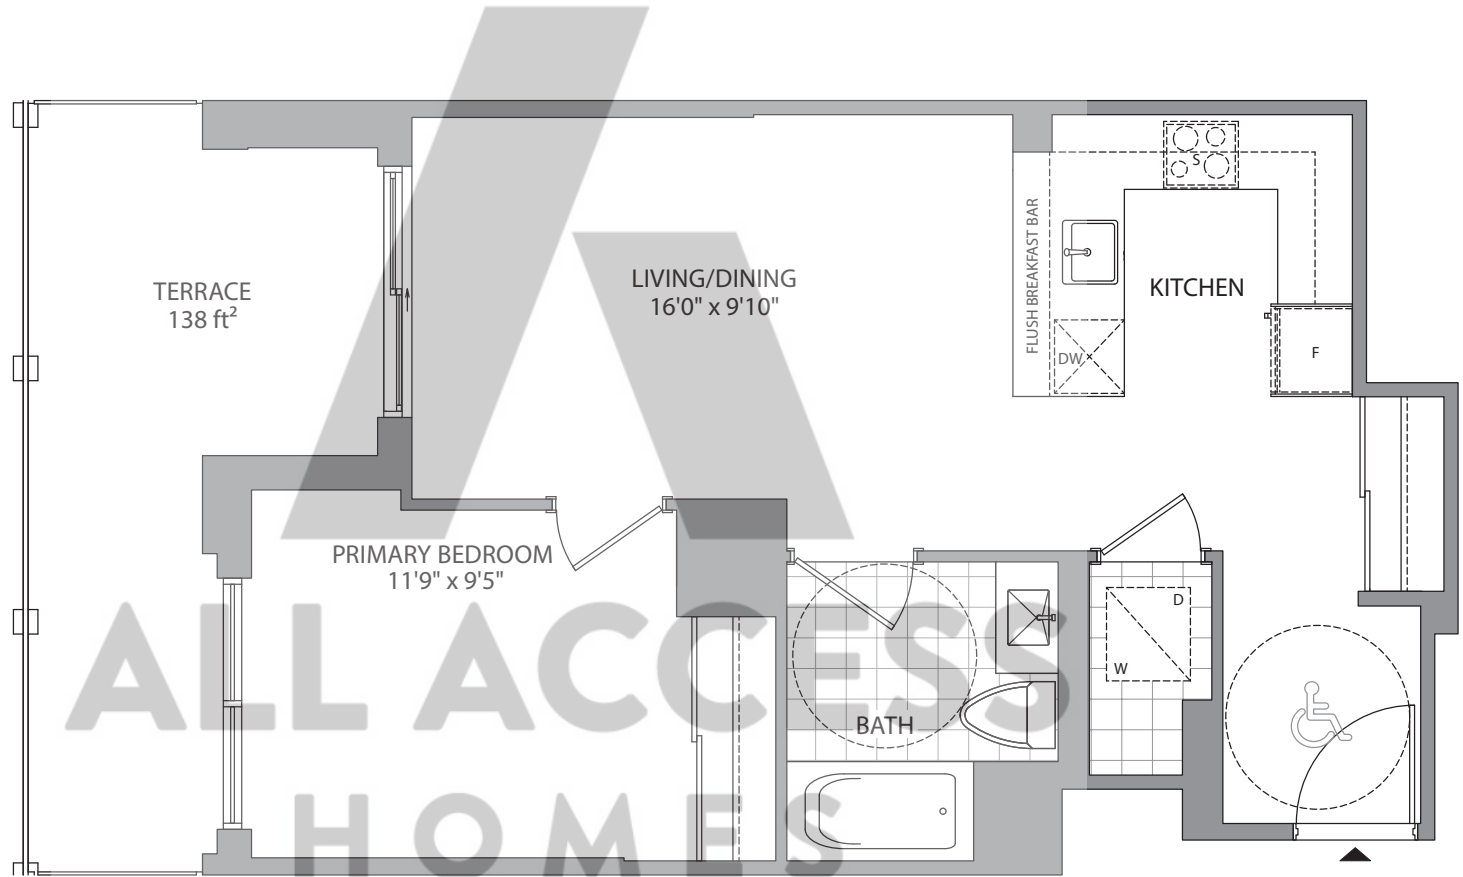 TERRACE
138 ft²
LIVING/DINING
16'0" x 9'10"
FLUSH BREAKFAST BAR
S
KITCHEN
DW
F
PRIMARY BEDROOM
11'9" x 9'5"
D
W
BATH
ALL ACCESS
HOMES